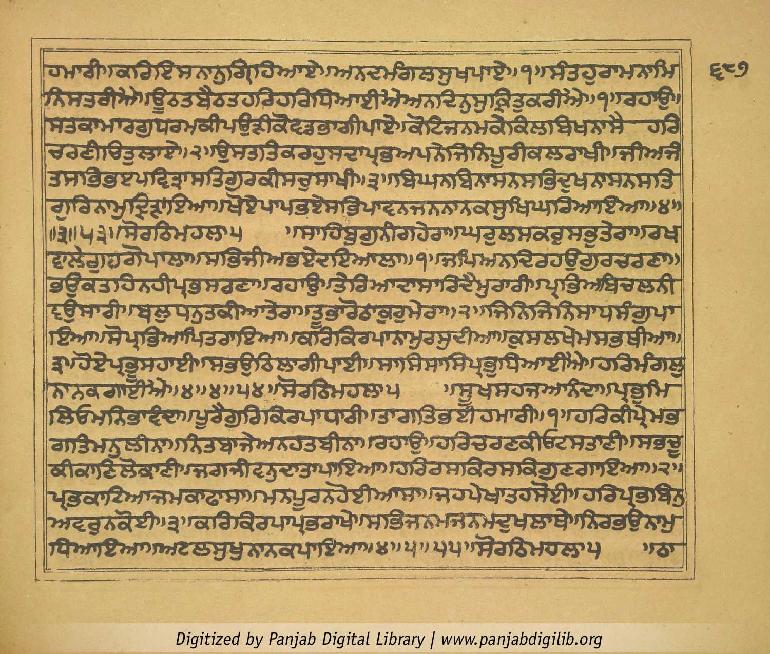 ਹਮਾਰੀ॥ਕਰਿਇਸਨਾਨੁਗ੍ਰਿਹਿਆਏ॥ਅਨਦਮੰਗਲਸੁਖਪਾਏ॥੧॥ਸੰਤਹੁਰਾਮਨਾਮਿ
ਨਿਸਤਰੀਐ॥ਊਠਤਬੈਠਤਹਰਿਹਰਿਧਿਆਈਐਅਨਦਿਨੁਸੁਕ੍ਰਿਤੁਕਰੀਐ॥੧॥ਰਹਾਉ॥
ਸੰਤਕਾਮਾਰਗੁਧਰਮਕੀਪਉੜੀਕੋਵਡਭਾਗੀਪਾਏ॥ਕੋਟਿਜਨਮਕੇਕਿਲਬਿਖਨਾਸੇ ਹਰਿ
ਚਰਣੀਚਿਤੁਲਾਏ॥੨॥ਉਸਤਤਿਕਰਹੁਸਦਾਪ੍ਰਭਅਪਨੇਜਿਨਿਪੂਰੀਕਲਰਾਖੀ॥ਜੀਅਜੰ
ਤਸਭਿਭਏਪਵਿਤ੍ਰਾਸਤਿਗੁਰਕੀਸਚੁਸਾਖੀ॥੩॥ਬਿਘਨਬਿਨਾਸਨਸਭਿਦੁਖਨਾਸਨਸਤਿ
ਗੁਰਿਨਾਮੁਦ੍ਰਿੜਾਇਆ॥ਖੋਏਪਾਪਭਏਸਭਿਪਾਵਨਜਨਨਾਨਕਸੁਖਿਘਰਿਆਇਆ॥੪॥
॥੩॥੫੩॥ਸੋਰਠਿਮਹਲਾ੫ ॥ਸਾਹਿਬੁਗੁਨੀਗਹੇਰਾ॥ਘਰੁਲਸਕਰੁਸਭੁਤੇਰਾ॥ਰਖ
ਵਾਲੇਗੁਰਗੋਪਾਲਾ॥ਸਭਿਜੀਅਭਏਦਇਆਲਾ॥੧॥ਜਪਿਅਨਦਿਰਹਉਗੁਰਚਰਣਾ॥
ਭਉਕਤਹਿਨਹੀਪ੍ਰਭਸਰਣਾ॥ਰਹਾਉ॥ਤੇਰਿਆਦਾਸਾਰਿਦੈਮੁਰਾਰੀ॥ਪ੍ਰਭਿਅਬਿਚਲਨੀ
ਵਉਸਾਰੀ॥ਬਲੁਧਨੁਤਕੀਆਤੇਰਾ॥ਤੂਭਾਰੋਠਾਕੁਰੁਮੇਰਾ॥੨॥ਜਿਨਿਜਿਨਿਸਾਧਸੰਗੁਪਾ
ਇਆ॥ਸੋਪ੍ਰਭਿਆਪਿਤਰਾਇਆ॥ਕਰਿਕਿਰਪਾਨਾਮਰਸੁਦੀਆ॥ਕੁਸਲਖੇਮਸਭਥੀਆ॥
੩॥ਹੋਏਪ੍ਰਭੂਸਹਾਈ॥ਸਭਉਠਿਲਾਗੀਪਾਈ॥ਸਾਸਿਸਾਸਿਪ੍ਰਭੁਧਿਆਈਐ॥ਹਰਿਮੰਗਲੁ
ਨਾਨਕਗਾਈਐ॥੪॥੪॥੫੪॥ਸੋਰਠਿਮਹਲਾ੫ ॥ਸੂਖਸਹਜਆਨੰਦਾ॥ਪ੍ਰਭੁਮਿ
ਲਿਓਮਨਿਭਾਵੰਦਾ॥ਪੂਰੈਗੁਰਿਕਿਰਪਾਧਾਰੀ॥ਤਾਗਤਿਭਈਹਮਾਰੀ॥੧॥ਹਰਿਕੀਪ੍ਰੇਮਭ
ਗਤਿਮਨੁਲੀਨਾ॥ਨਿਤਬਾਜੇਅਨਹਤਬੀਨਾ॥ਰਹਾਉ॥ਹਰਿਚਰਣਕੀਓਟਸਤਾਣੀ॥ਸਭਚੂ
ਕੀਕਾਣਿਲੋਕਾਣੀ॥ਜਗਜੀਵਨੁਦਾਤਾਪਾਇਆ॥ਹਰਿਰਸਕਿਰਸਕਿਗੁਣਗਾਇਆ॥੨॥
ਪ੍ਰਭਕਾਟਿਆਜਮਕਾਫਾਸਾ॥ਮਨਪੂਰਨਹੋਈਆਸਾ॥ਜਹਪੇਖਾਤਹਸੋਈ॥ਹਰਿਪ੍ਰਭਬਿਨੁ
ਅਵਰੁਨਕੋਈ॥੩॥ਕਰਿਕਿਰਪਾਪ੍ਰਭਿਰਾਖੇ॥ਸਭਿਜਨਮਜਨਮਦੁਖਲਾਥੇ॥ਨਿਰਭਉਨਾਮੁ
ਧਿਆਇਆ॥ਅਟਲਸੁਖੁਨਾਨਕਪਾਇਆ॥੪॥੫॥੫੫॥ਸੋਰਠਿਮਹਲਾ੫ ॥ਠਾ
੬੮੭
Digitized by Panjab Digital Library | www.panjabdigilib.org